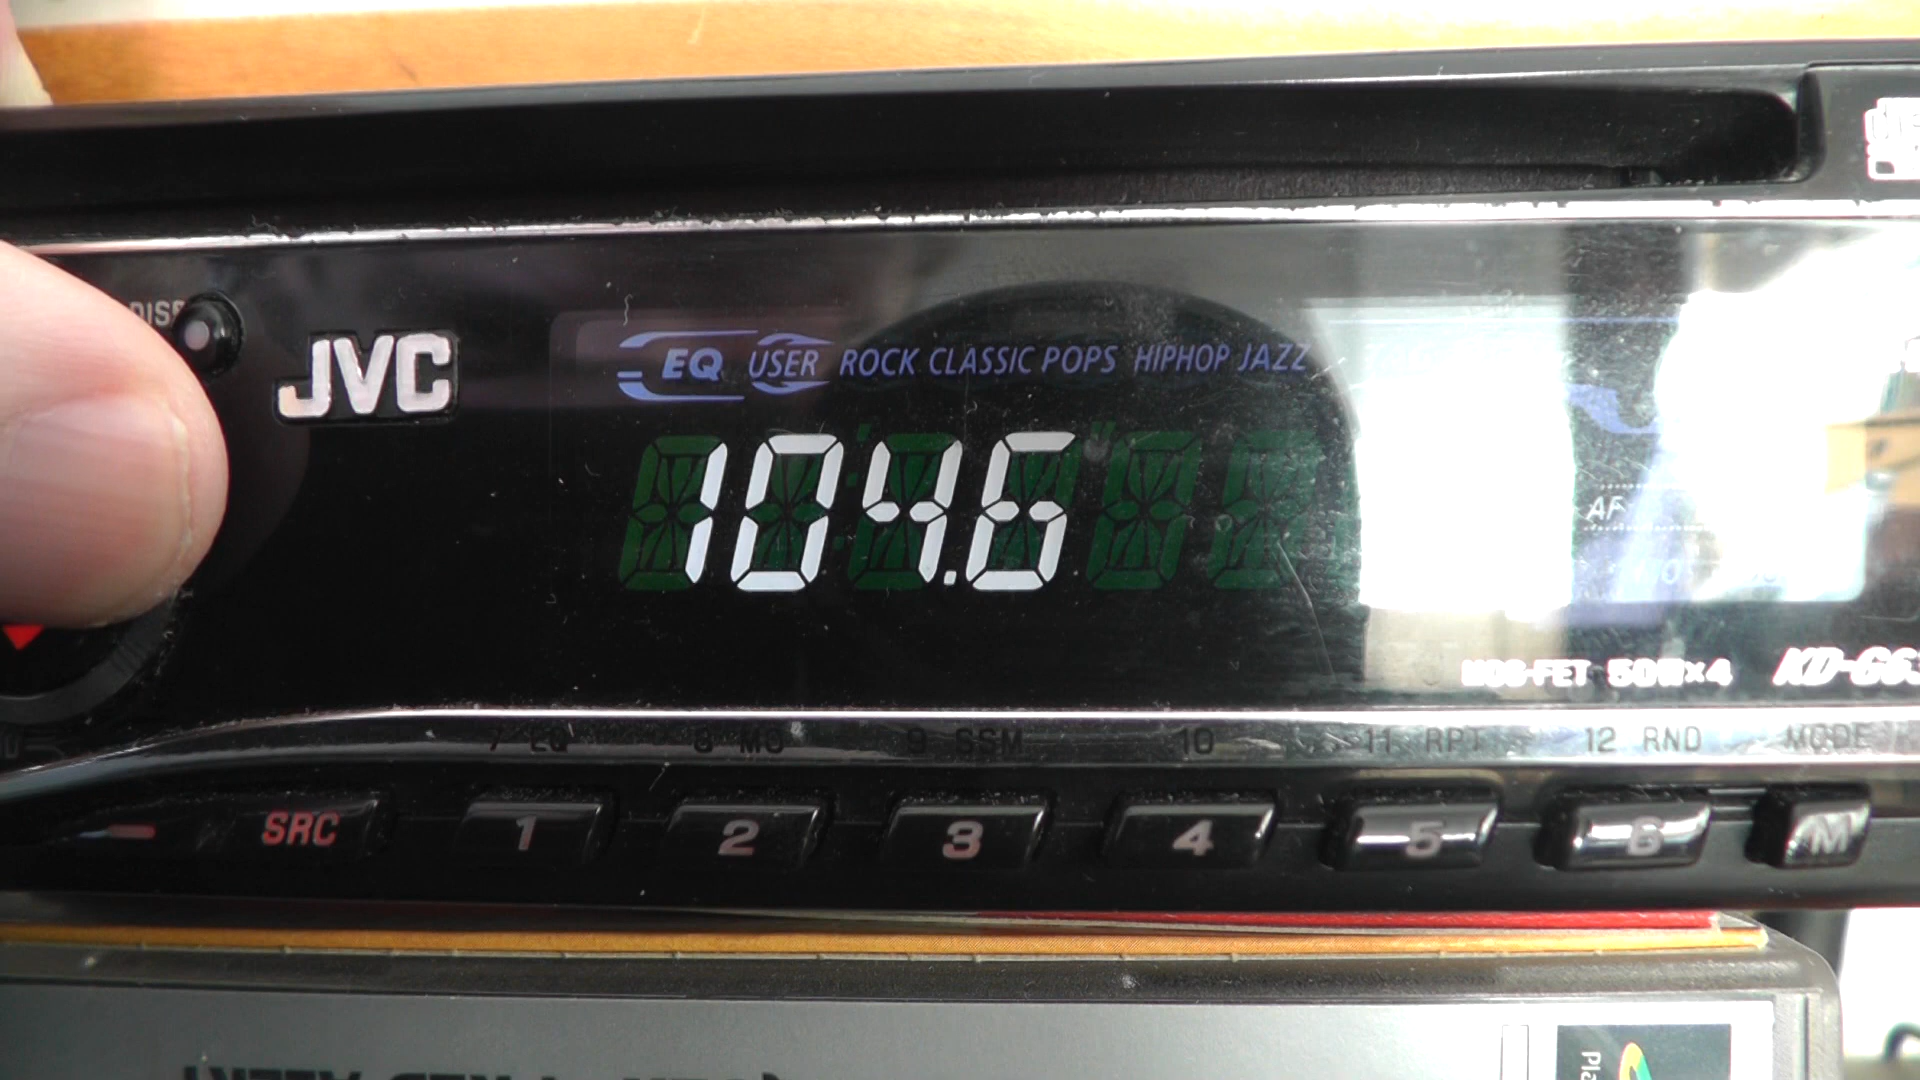 JVC
EQ USER ROCK CLASSIC POPS HIPHOP JAZZ
104.6
AF
MOS-FET 50W×4
7 EQ 8 MO 9 SSM 10 11 RPT 12 RND MODE
SRC 1 2 3 4 5 6 M